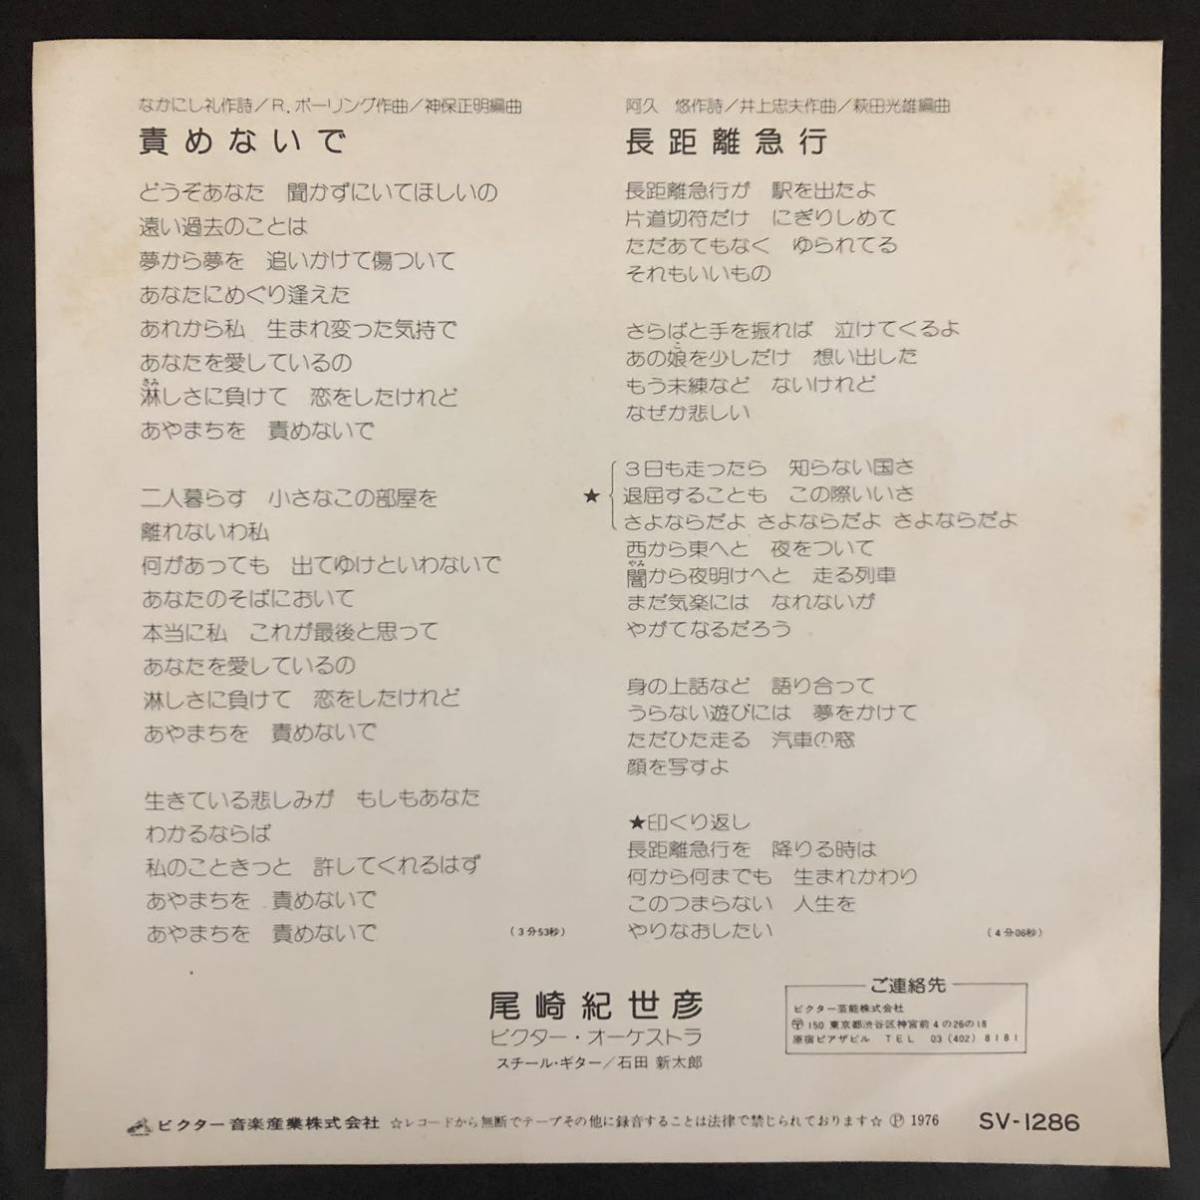 なかにし礼作詩／R．ボーリング作曲／神保正明編曲
責めないで
どうぞあなた　聞かずにいてほしいの
遠い過去のことは
夢から夢を　追いかけて傷ついて
あなたにめぐり逢えた
あれから私　生まれ変った気持で
あなたを愛しているの
淋しさに負けて　恋をしたけれど
あやまちを　責めないで
二人暮らす　小さなこの部屋を
離れないわ私
何があっても　出てゆけといわないで
あなたのそばにおいて
本当に私　これが最後と思って
あなたを愛しているの
淋しさに負けて　恋をしたけれど
あやまちを　責めないで
生きている悲しみが　もしもあなた
わかるならば
私のこときっと　許してくれるはず
あやまちを　責めないで
あやまちを　責めないで
（3分53秒）
阿久　悠作詩／井上忠夫作曲／萩田光雄編曲
長距離急行
長距離急行が　駅を出たよ
片道切符だけ　にぎりしめて
ただあてもなく　ゆられてる
それもいいもの
さらばと手を振れば　泣けてくるよ
あの娘を少しだけ　想い出した
もう未練など　ないけれど
なぜか悲しい
3日も走ったら　知らない国さ
★退屈することも　この際いいさ
さよならだよ さよならだよ さよならだよ
西から東へと　夜をついて
闇から夜明けへと　走る列車
まだ気楽には　なれないが
やがてなるだろう
身の上話など　語り合って
うらない遊びには　夢をかけて
ただひた走る　汽車の窓
顔を写すよ
★印くり返し
長距離急行を　降りる時は
何から何までも　生まれかわり
このつまらない　人生を
やりなおしたい
（4分06秒）
尾崎紀世彦
ビクター・オーケストラ
スチール・ギター／石田 新太郎
ご連絡先
ビクター芸能株式会社
〒150 東京都渋谷区神宮前4の26の18
原宿ピアザビル　TEL　03（402）8181
ビクター音楽産業株式会社 ☆レコードから無断でテープその他に録音することは法律で禁じられております☆ Ⓟ 1976 SV-1286